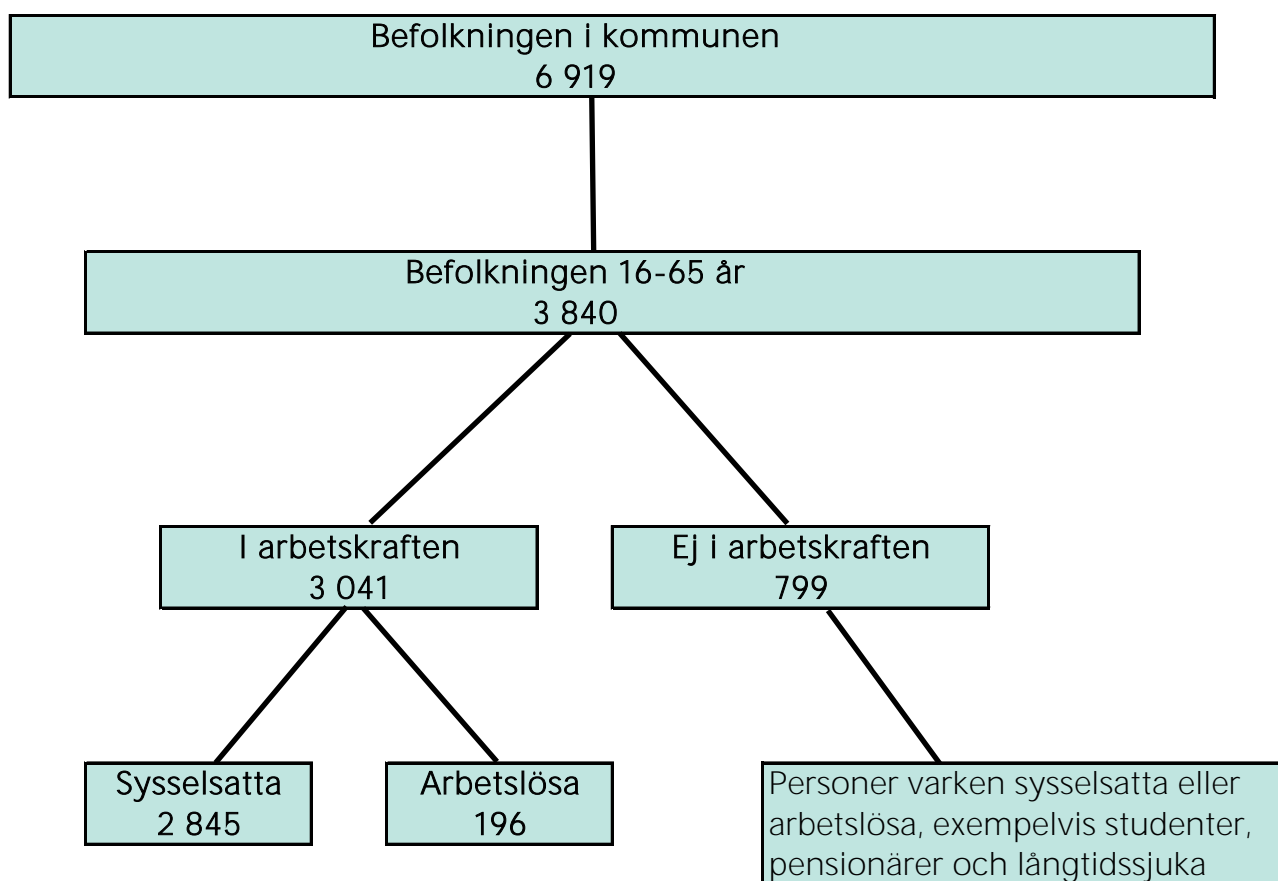 Befolkningen i kommunen
6 919
Befolkningen 16-65 år
3 840
I arbetskraften
3 041
Ej i arbetskraften
799
Sysselsatta
2 845
Arbetslösa
196
Personer varken sysselsatta eller
arbetslösa, exempelvis studenter,
pensionärer och långtidssjuka